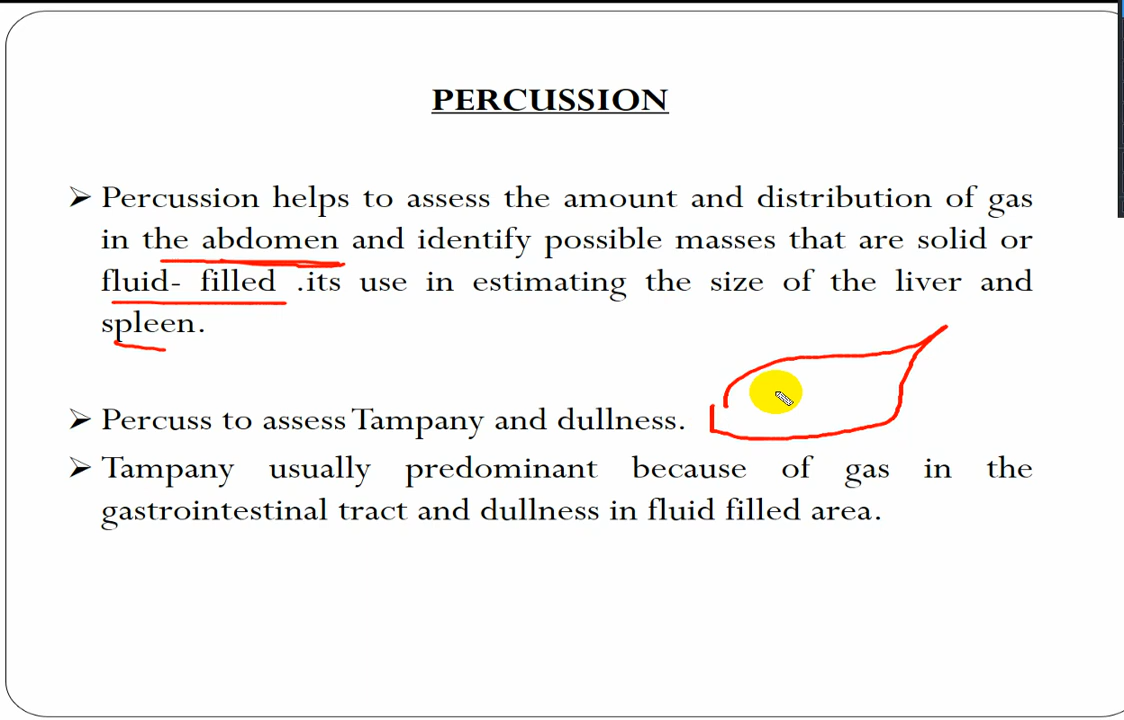 PERCUSSION
➢ Percussion helps to assess the amount and distribution of gas
in the abdomen and identify possible masses that are solid or
fluid- filled .its use in estimating the size of the liver and
spleen.
➢ Percuss to assess Tampany and dullness.
➢ Tampany usually predominant because of gas in the
gastrointestinal tract and dullness in fluid filled area.